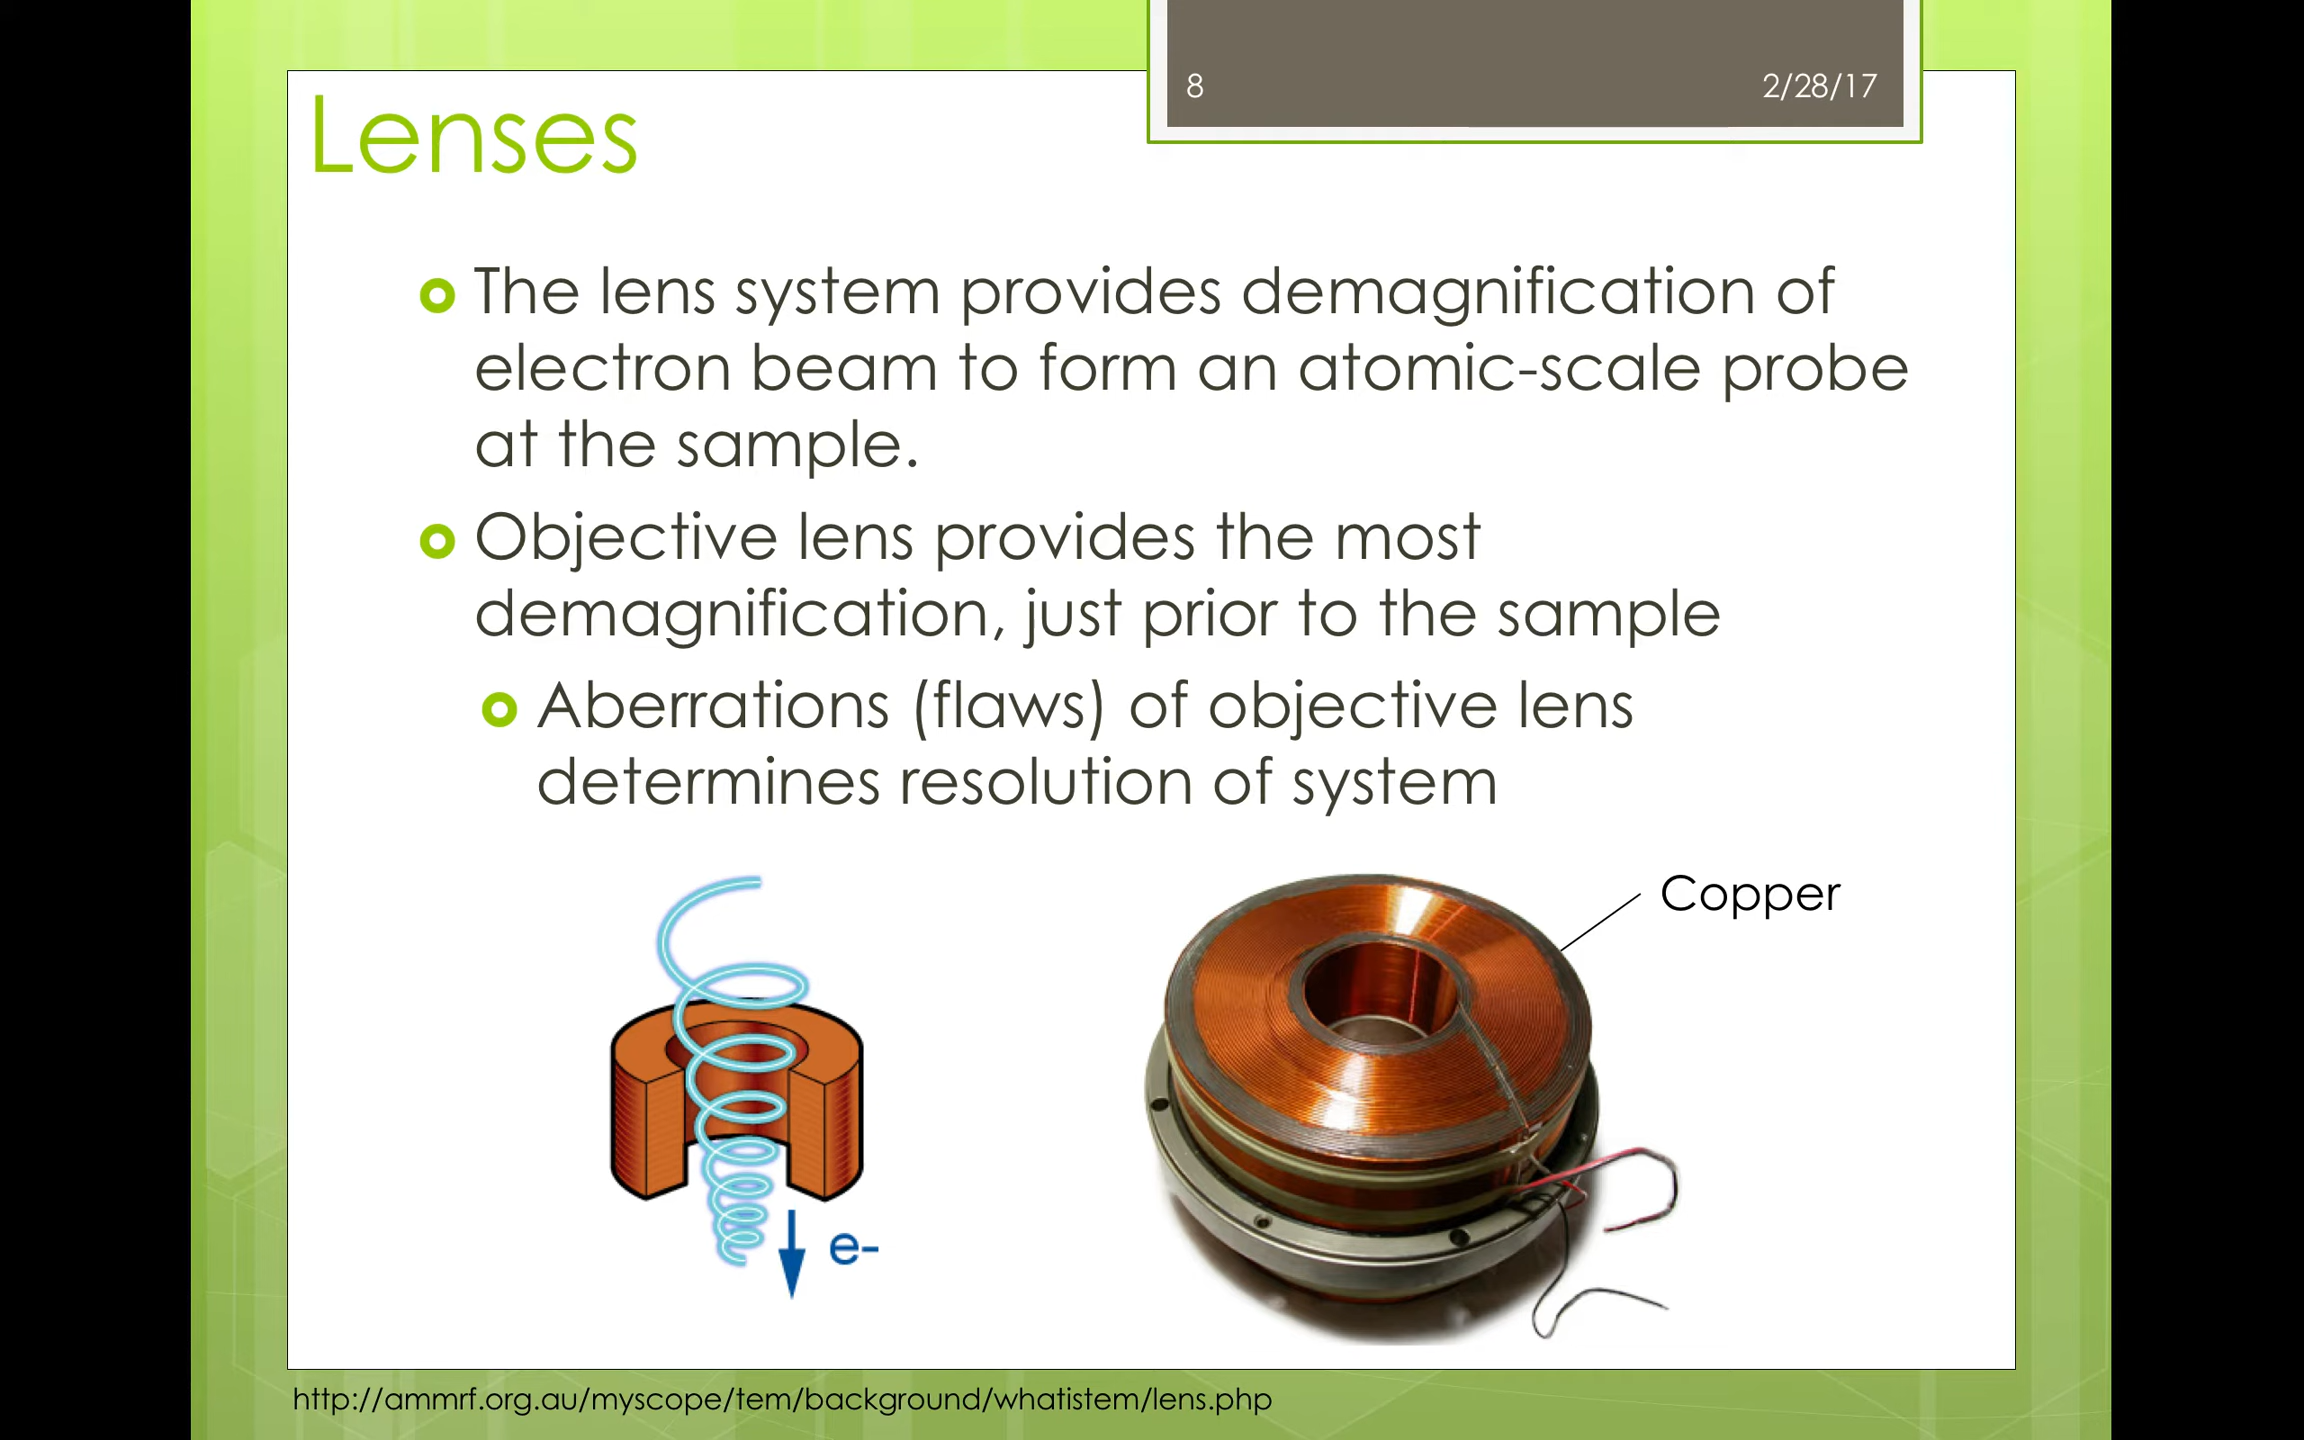 8
2/28/17
Lenses
The lens system provides demagnification of
electron beam to form an atomic-scale probe
at the sample.
Objective lens provides the most
demagnification, just prior to the sample
Aberrations (flaws) of objective lens
determines resolution of system
Copper
e-
http://ammrf.org.au/myscope/tem/background/whatistem/lens.php